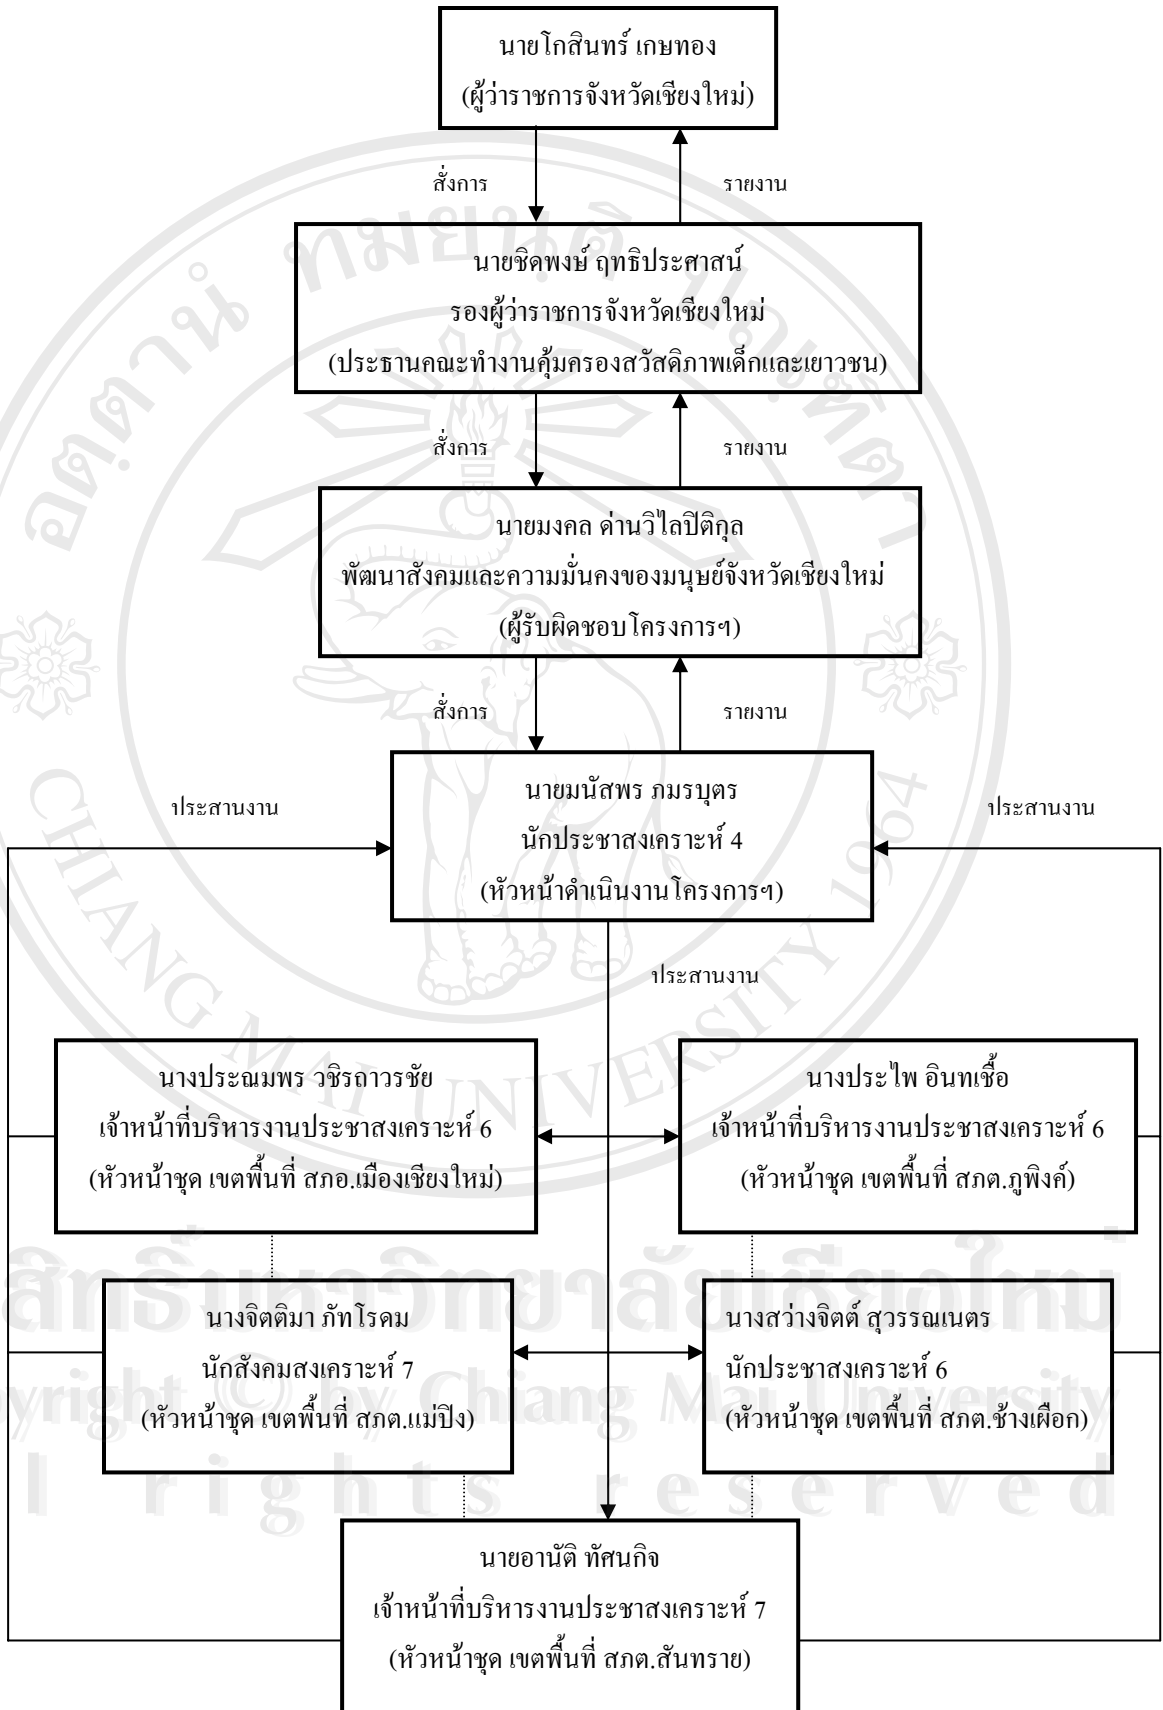 นายโกสินทร์ เกษทอง
(ผู้ว่าราชการจังหวัดเชียงใหม่)
สั่งการ
รายงาน
นายชิดพงษ์ ฤทธิประศาสน์
รองผู้ว่าราชการจังหวัดเชียงใหม่
(ประธานคณะทำงานคุ้มครองสวัสดิภาพเด็กและเยาวชน)
สั่งการ
รายงาน
นายมงคล ด่านวิไลปิติกุล
พัฒนาสังคมและความมั่นคงของมนุษย์จังหวัดเชียงใหม่
(ผู้รับผิดชอบโครงการฯ)
สั่งการ
รายงาน
ประสานงาน
นายมนัสพร ภมรบุตร
นักประชาสงเคราะห์ 4
(หัวหน้าดำเนินงานโครงการฯ)
ประสานงาน
ประสานงาน
นางประณมพร วชิรถาวรชัย
เจ้าหน้าที่บริหารงานประชาสงเคราะห์ 6
(หัวหน้าชุด เขตพื้นที่ สภอ.เมืองเชียงใหม่)
นางประไพ อินทเชื้อ
เจ้าหน้าที่บริหารงานประชาสงเคราะห์ 6
(หัวหน้าชุด เขตพื้นที่ สภต.ภูพิงค์)
นางจิตติมา ภัทโรดม
นักสังคมสงเคราะห์ 7
(หัวหน้าชุด เขตพื้นที่ สภต.แม่ปิง)
นางสว่างจิตต์ สุวรรณเนตร
นักประชาสงเคราะห์ 6
(หัวหน้าชุด เขตพื้นที่ สภต.ช้างเผือก)
นายอานัติ ทัศนกิจ
เจ้าหน้าที่บริหารงานประชาสงเคราะห์ 7
(หัวหน้าชุด เขตพื้นที่ สภต.สันทราย)
CHIANG MAI UNIVERSITY 1964
© by Chiang Mai University
rights reserved